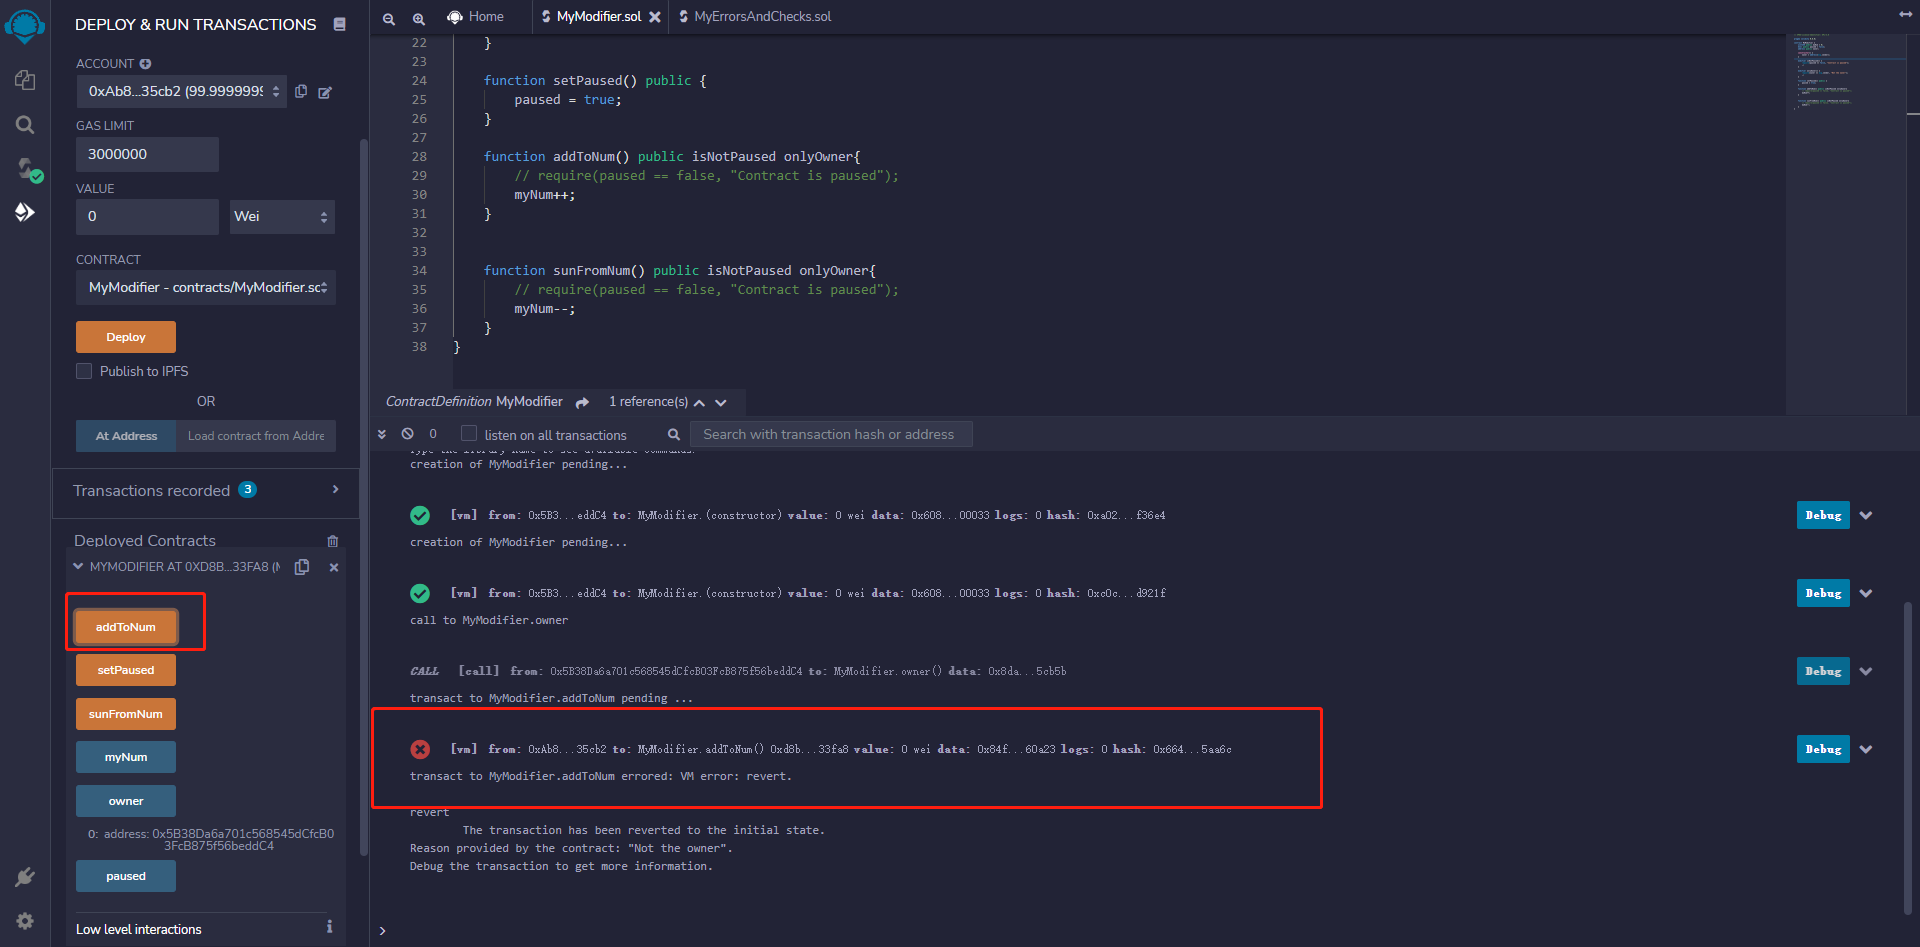 DEPLOY & RUN TRANSACTIONS
ACCOUNT
0xAb8...35cb2 (99.9999999
GAS LIMIT
3000000
VALUE
0
Wei
CONTRACT
MyModifier - contracts/MyModifier.sc
Deploy
Publish to IPFS
OR
At Address
Load contract from Addre
Transactions recorded 3
Deployed Contracts
MYMODIFIER AT 0XD8B...33FA8 (M
addToNum
setPaused
sunFromNum
myNum
owner
0: address: 0x5B38Da6a701c568545dCfcB0
3FcB875f56beddC4
paused
Low level interactions
Home
MyModifier.sol
MyErrorsAndChecks.sol
22 }
23
24 function setPaused() public {
25 paused = true;
26 }
27
28 function addToNum() public isNotPaused onlyOwner{
29 // require(paused == false, "Contract is paused");
30 myNum++;
31 }
32
33
34 function sunFromNum() public isNotPaused onlyOwner{
35 // require(paused == false, "Contract is paused");
36 myNum--;
37 }
38 }
ContractDefinition MyModifier 1 reference(s)
0 listen on all transactions
Search with transaction hash or address
Type the library name to see available commands.
creation of MyModifier pending...
[vm] from: 0x5B3...eddC4 to: MyModifier.(constructor) value: 0 wei data: 0x608...00033 logs: 0 hash: 0xa02...f36e4
Debug
creation of MyModifier pending...
[vm] from: 0x5B3...eddC4 to: MyModifier.(constructor) value: 0 wei data: 0x608...00033 logs: 0 hash: 0xc0c...d921f
Debug
call to MyModifier.owner
CALL [call] from: 0x5B38Da6a701c568545dCfcB03FcB875f56beddC4 to: MyModifier.owner() data: 0x8da...5cb5b
Debug
transact to MyModifier.addToNum pending ...
[vm] from: 0xAb8...35cb2 to: MyModifier.addToNum() 0xd8b...33fa8 value: 0 wei data: 0x84f...60a23 logs: 0 hash: 0x664...5aa6c
Debug
transact to MyModifier.addToNum errored: VM error: revert.
revert
The transaction has been reverted to the initial state.
Reason provided by the contract: "Not the owner".
Debug the transaction to get more information.
>